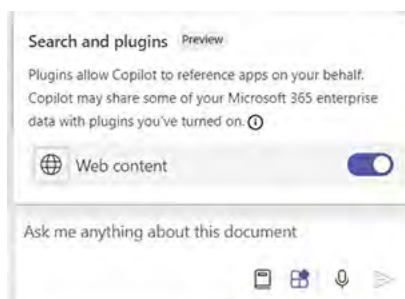 Search and plugins Preview
Plugins allow Copilot to reference apps on your behalf.
Copilot may share some of your Microsoft 365 enterprise
data with plugins you've turned on.
Web content
Ask me anything about this document